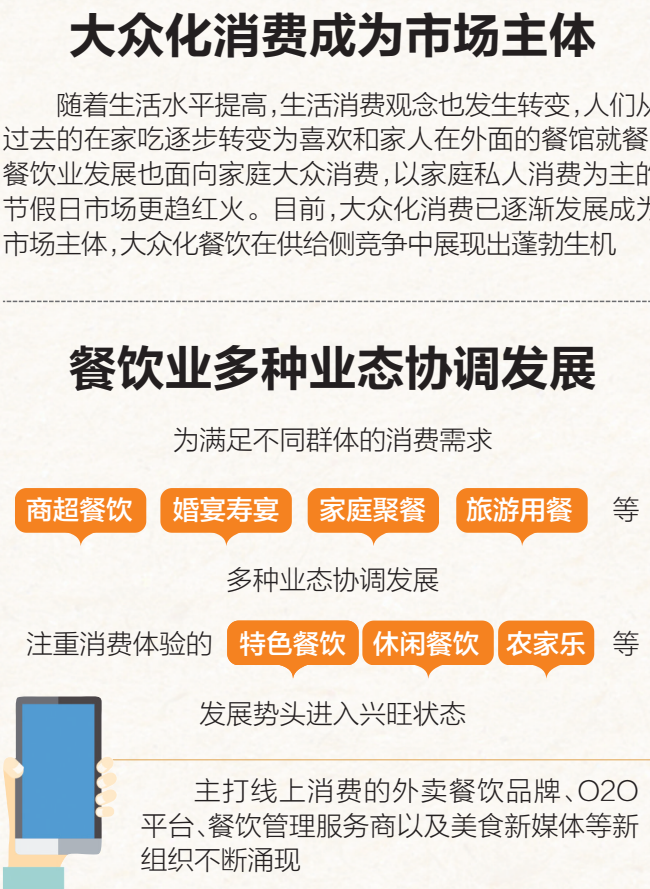 大众化消费成为市场主体
随着生活水平提高,生活消费观念也发生转变,人们从
过去的在家吃逐步转变为喜欢和家人在外面的餐馆就餐
餐饮业发展也面向家庭大众消费,以家庭私人消费为主的
节假日市场更趋红火。目前,大众化消费已逐渐发展成为
市场主体,大众化餐饮在供给侧竞争中展现出蓬勃生机
餐饮业多种业态协调发展
为满足不同群体的消费需求
商超餐饮 婚宴寿宴 家庭聚餐 旅游用餐 等
多种业态协调发展
注重消费体验的 特色餐饮 休闲餐饮 农家乐 等
发展势头进入兴旺状态
主打线上消费的外卖餐饮品牌、O2O
平台、餐饮管理服务商以及美食新媒体等新
组织不断涌现